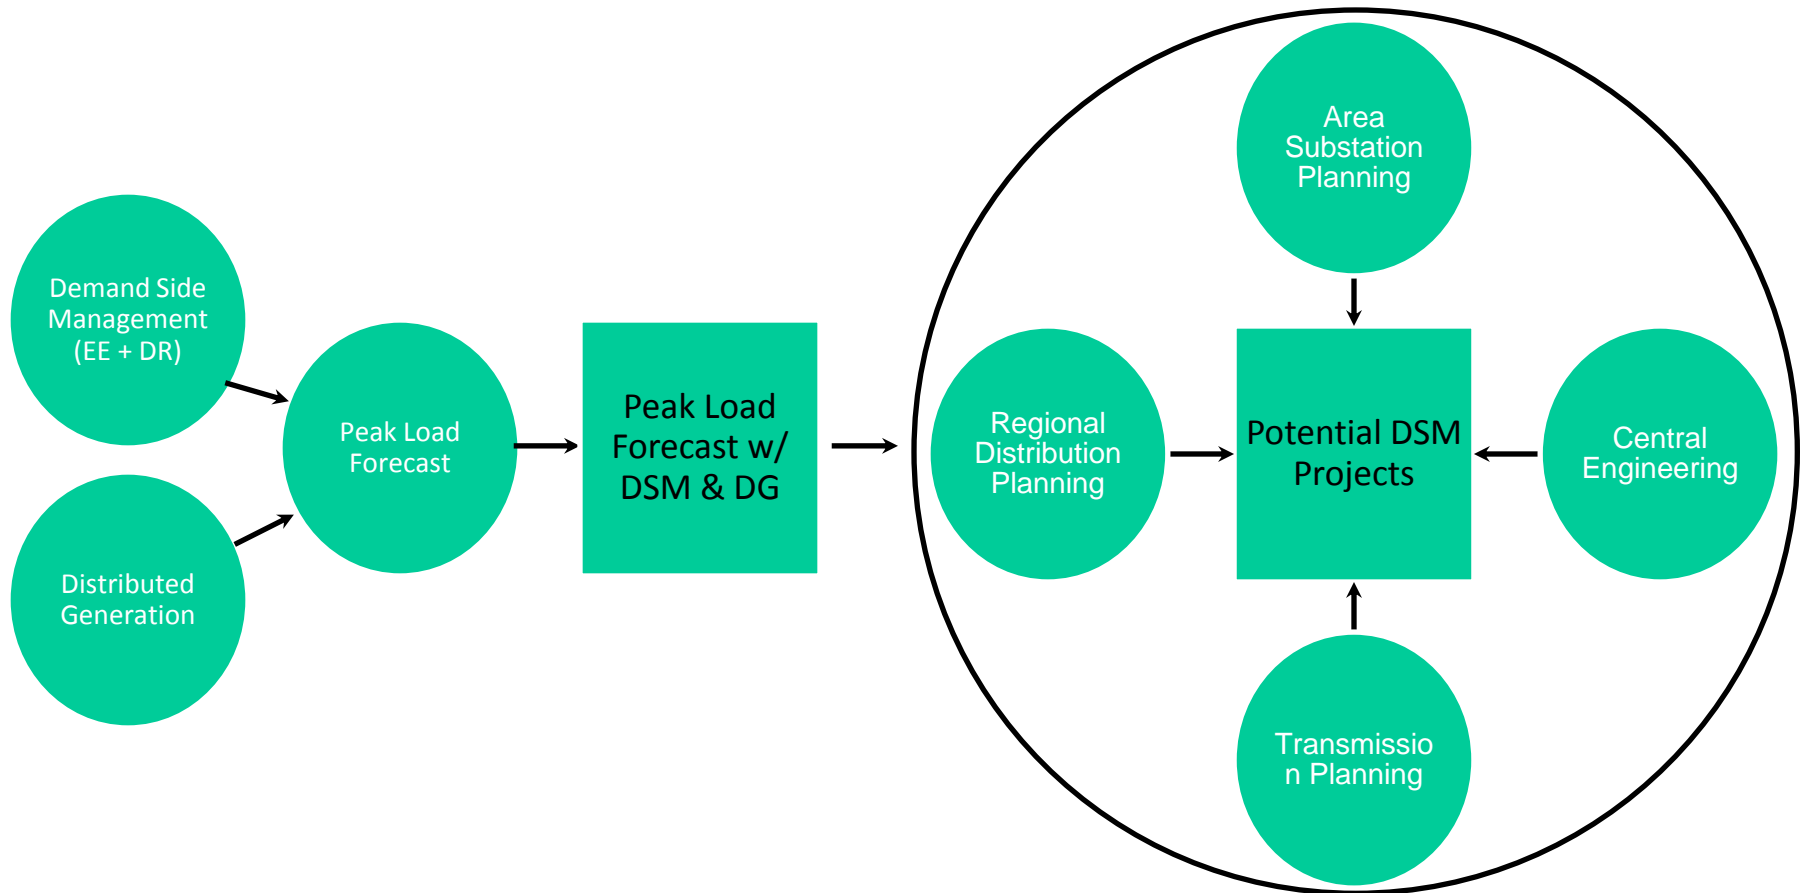 Demand Side
Management
(EE + DR)
Distributed
Generation
Peak Load
Forecast
Peak Load
Forecast w/
DSM & DG
Area
Substation
Planning
Regional
Distribution
Planning
Potential DSM
Projects
Central
Engineering
Transmissio
n Planning